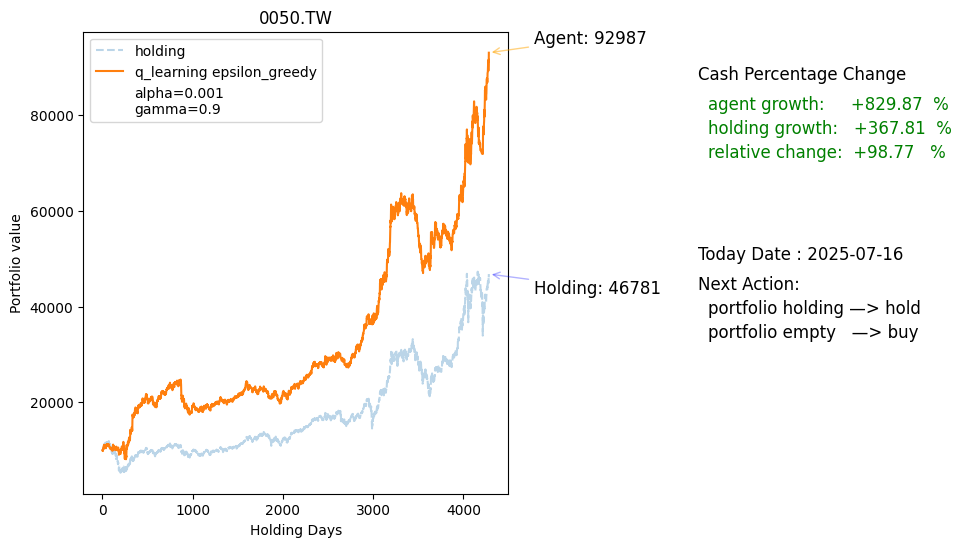 0050.TW
holding
q_learning epsilon_greedy
alpha=0.001
gamma=0.9
Portfolio value
80000
60000
40000
20000
0
1000
2000
3000
4000
Holding Days
Agent: 92987
Holding: 46781
Cash Percentage Change
agent growth: +829.87 %
holding growth: +367.81 %
relative change: +98.77 %
Today Date : 2025-07-16
Next Action:
portfolio holding —> hold
portfolio empty —> buy